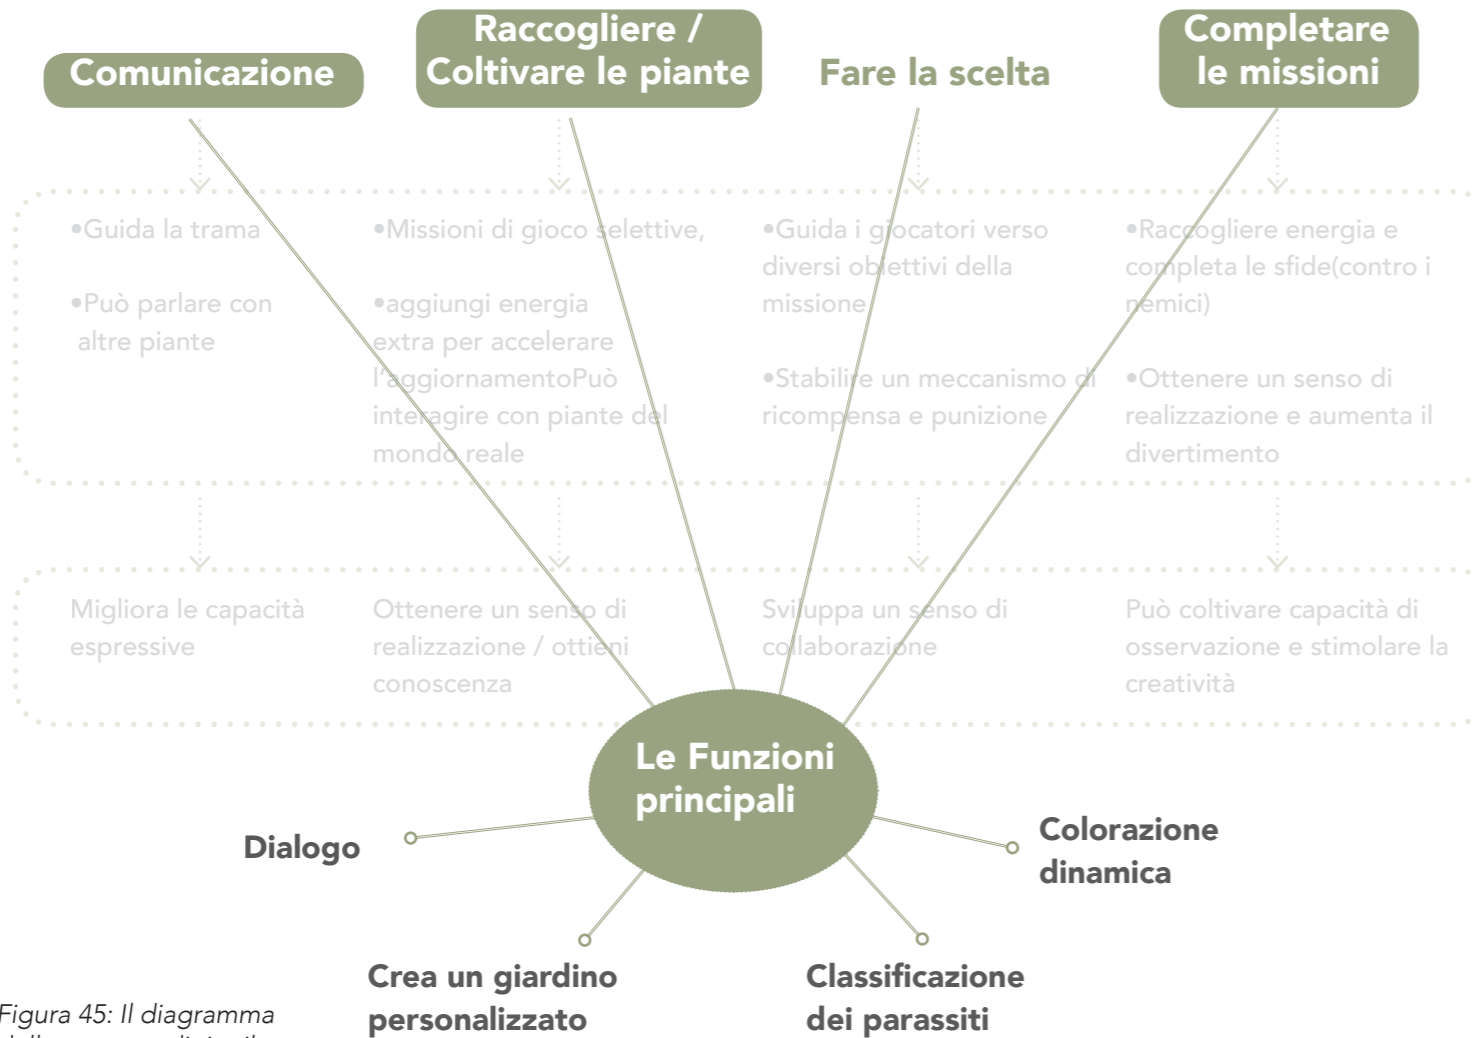 Comunicazione
Raccogliere /
Coltivare le piante
Fare la scelta
Completare
le missioni
•Guida la trama
•Può parlare con
altre piante
•Missioni di gioco selettive,
•aggiungi energia
extra per accelerare
l'aggiornamentoPuò
interagire con piante del
mondo reale
•Guida i giocatori verso
diversi obiettivi della
missione
•Stabilire un meccanismo di
ricompensa e punizione
•Raccogliere energia e
completa le sfide(contro i
nemici)
•Ottenere un senso di
realizzazione e aumenta il
divertimento
Migliora le capacità
espressive
Ottenere un senso di
realizzazione / ottieni
conoscenza
Sviluppa un senso di
collaborazione
Può coltivare capacità di
osservazione e stimolare la
creatività
Le Funzioni
principali
Dialogo
Colorazione
dinamica
Crea un giardino
personalizzato
Classificazione
dei parassiti
Figura 45: Il diagramma